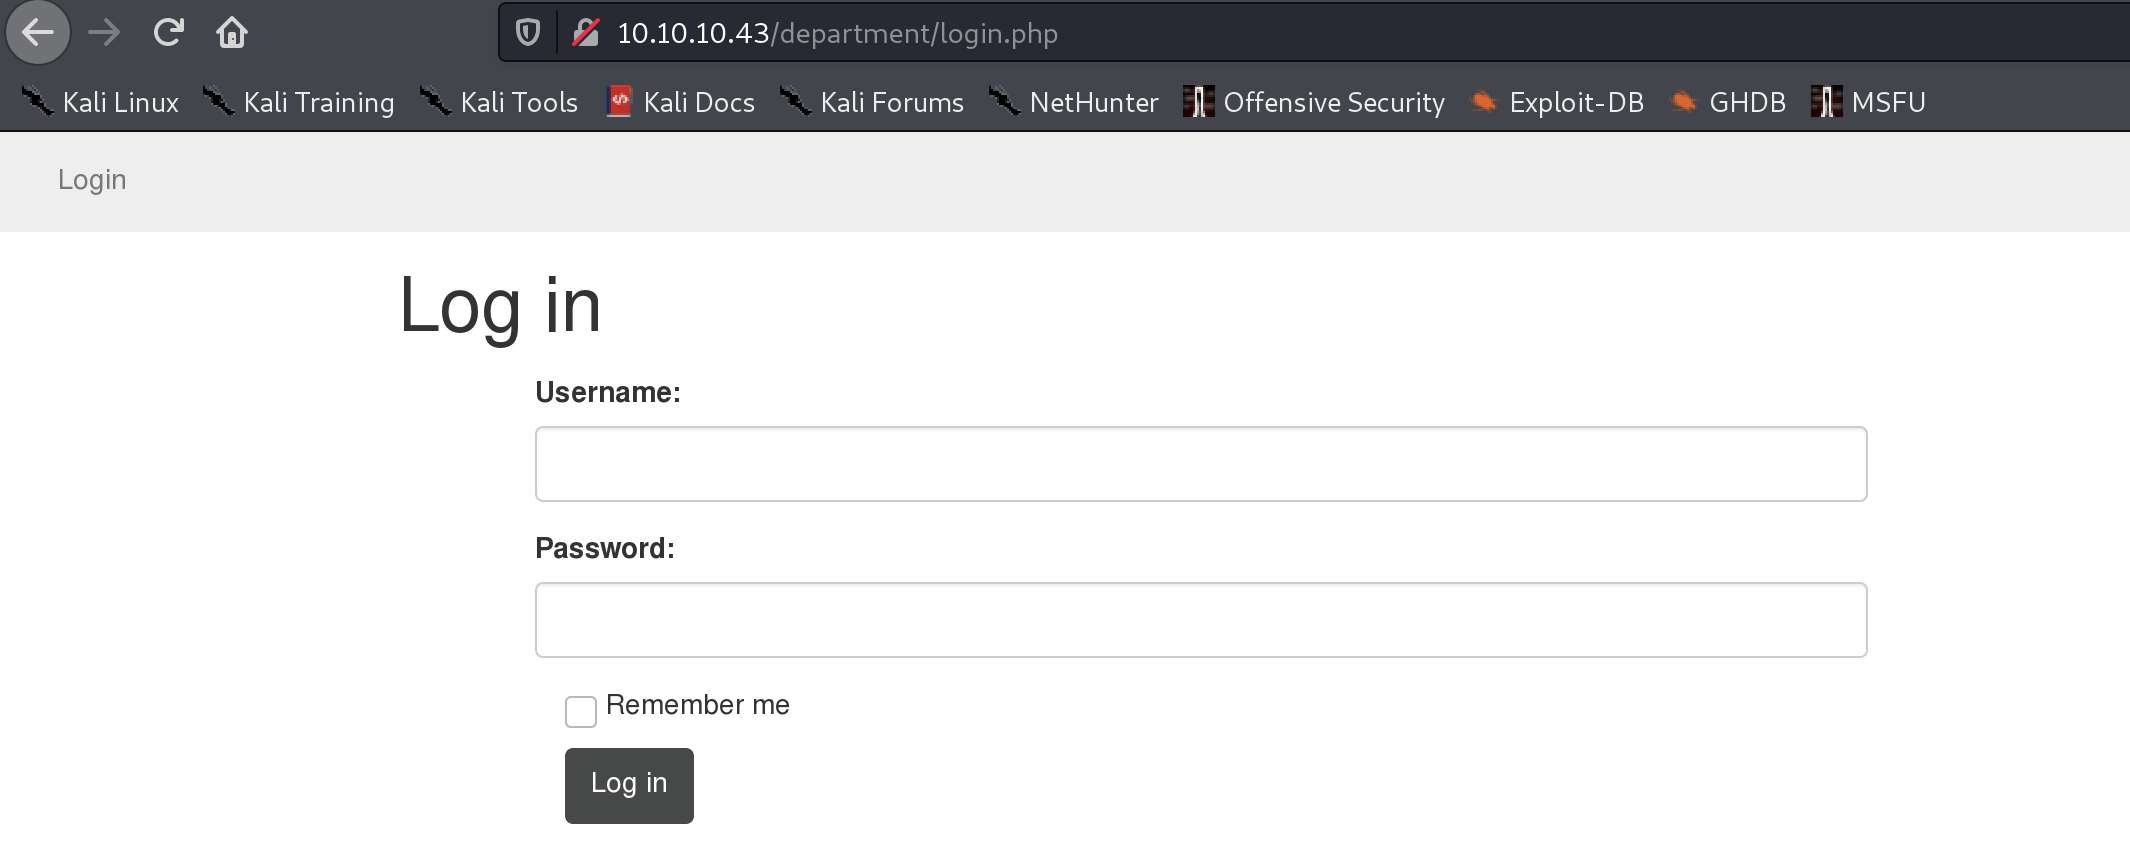 10.10.10.43/department/login.php
Kali Linux Kali Training Kali Tools Kali Docs Kali Forums NetHunter Offensive Security Exploit-DB GHDB MSFU
Login
Log in
Username:
Password:
Remember me
Log in